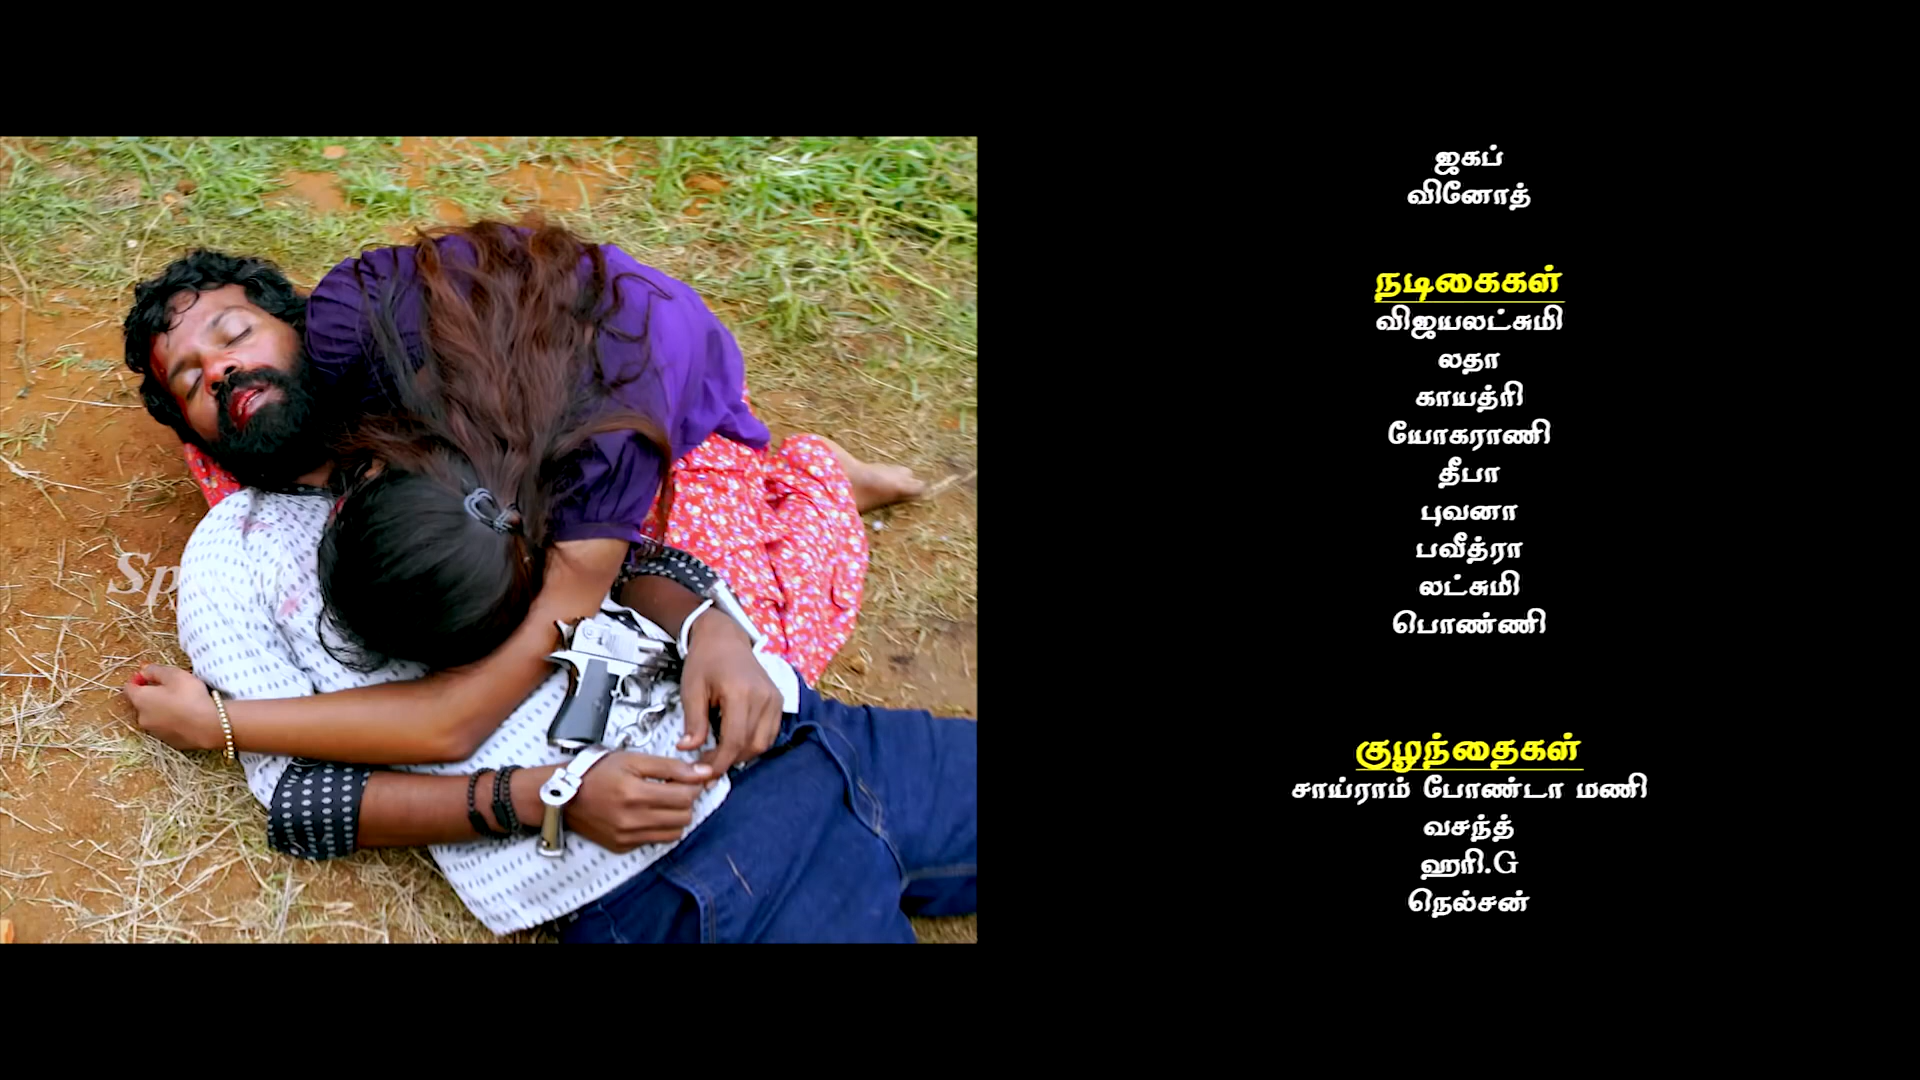 ஜகப்
வினோத்
நடிகைகள்
விஜயலட்சுமி
லதா
காயத்ரி
யோகராணி
தீபா
புவனா
பவீத்ரா
லட்சுமி
பொண்ணி
குழந்தைகள்
சாய்ராம் போண்டா மணி
வசந்த்
ஹரி.G
நெல்சன்